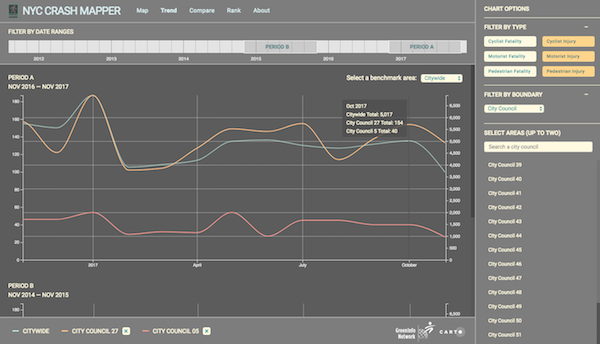 NYC CRASH MAPPER
Map Trend Compare Rank About
FILTER BY DATE RANGES
PERIOD B
PERIOD A
2012 2013 2014 2015 2016 2017
PERIOD A
NOV 2016 — NOV 2017
Select a benchmark area: Citywide
Oct 2017
Citywide Total: 5,017
City Council 27 Total: 154
City Council 5 Total: 40
180
160
140
120
100
80
60
40
20
0
6,500
6,000
5,500
5,000
4,500
4,000
3,500
3,000
2,500
2,000
1,500
1,000
500
0
2017 April July October
PERIOD B
NOV 2014 — NOV 2015
180
6,500
CITYWIDE
CITY COUNCIL 27
CITY COUNCIL 05
GreenInfo
Network
CARTO
CHART OPTIONS
FILTER BY TYPE
Cyclist Fatality Cyclist Injury
Motorist Fatality Motorist Injury
Pedestrian Fatality Pedestrian Injury
FILTER BY BOUNDARY
City Council
SELECT AREAS (UP TO TWO)
Search a city council
City Council 39
City Council 40
City Council 41
City Council 42
City Council 43
City Council 44
City Council 45
City Council 46
City Council 47
City Council 48
City Council 49
City Council 50
City Council 51